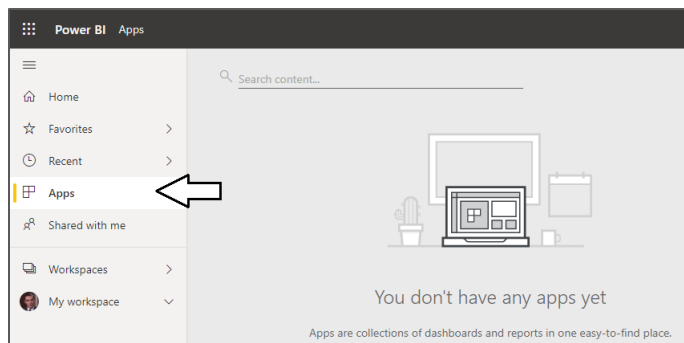 Power BI Apps
Search content...
Home
Favorites
Recent
Apps
Shared with me
Workspaces
My workspace
You don't have any apps yet
Apps are collections of dashboards and reports in one easy-to-find place.